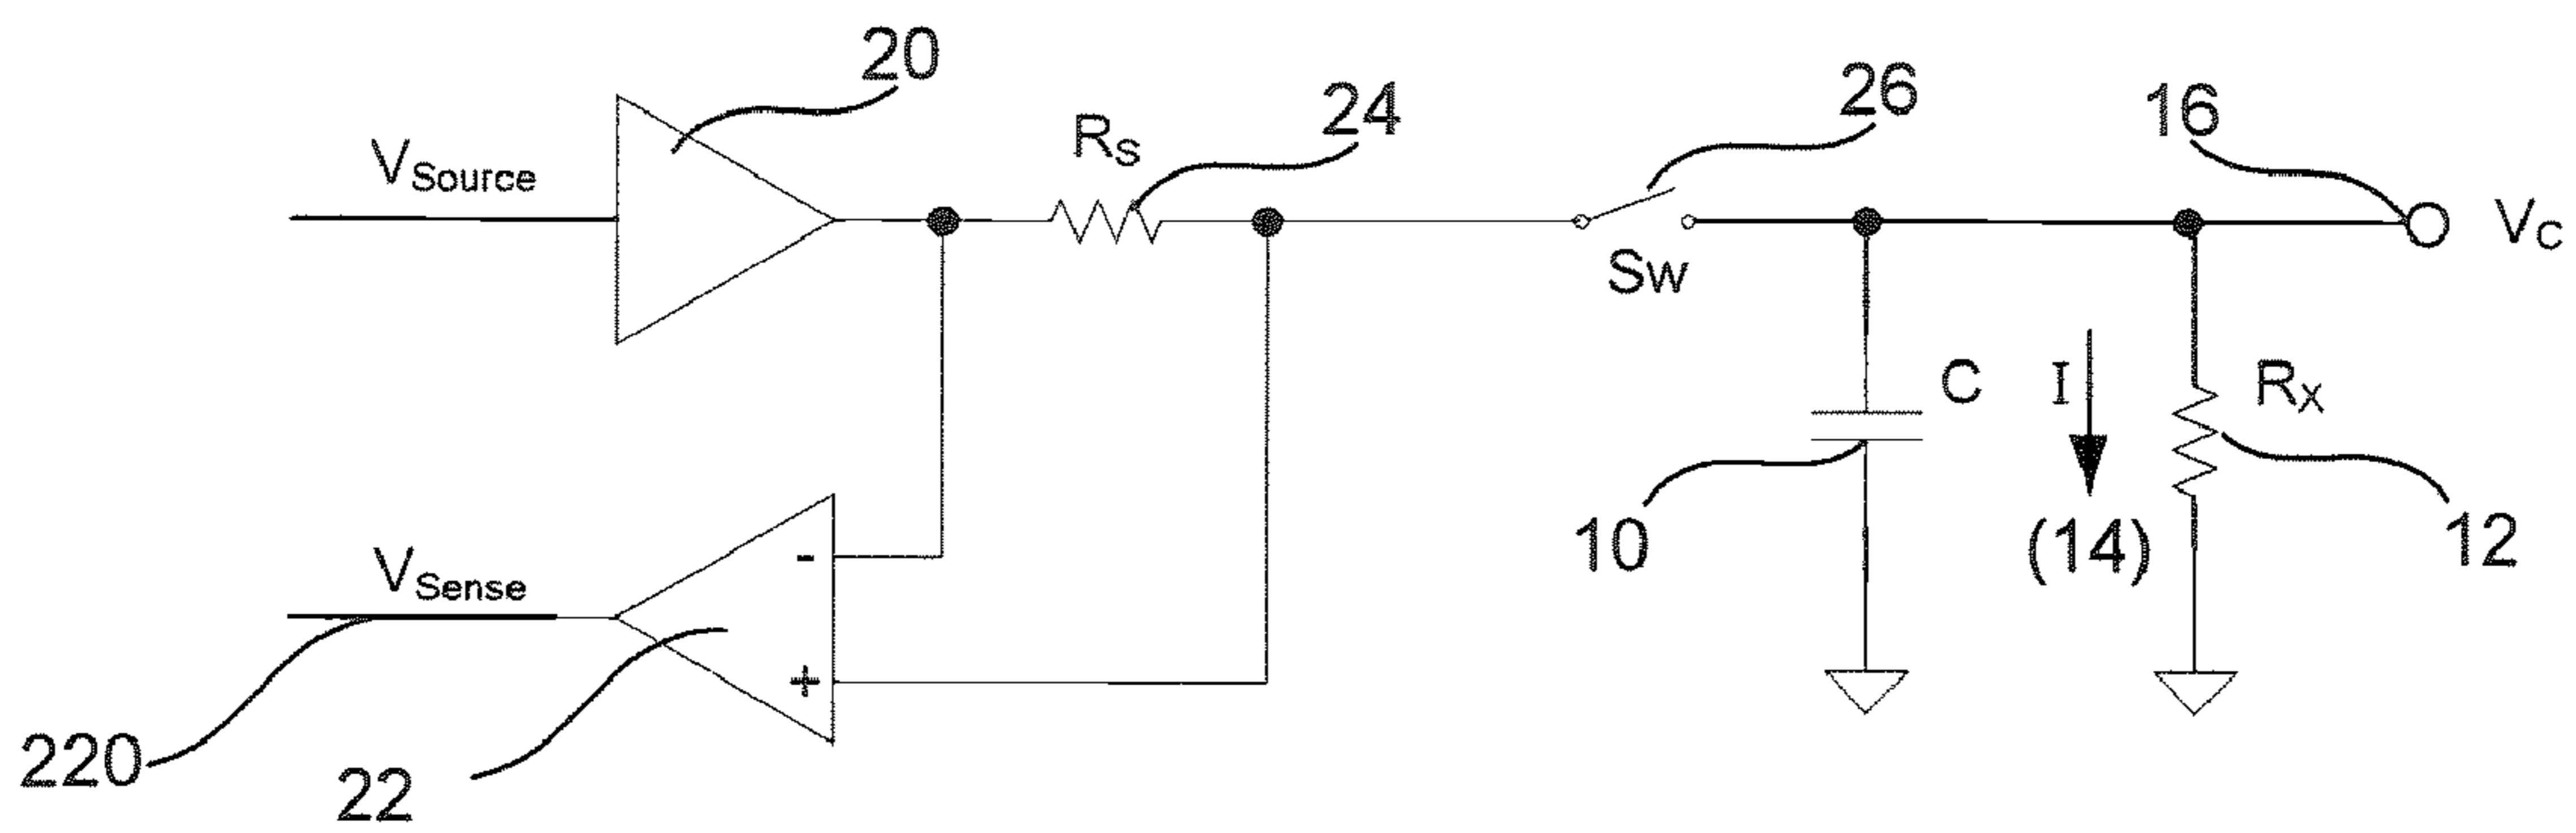 20
26
16
24
R_S
V_Source
V_C
Sw
C
I
R_X
10
(14)
12
V_Sense
-
+
220
22